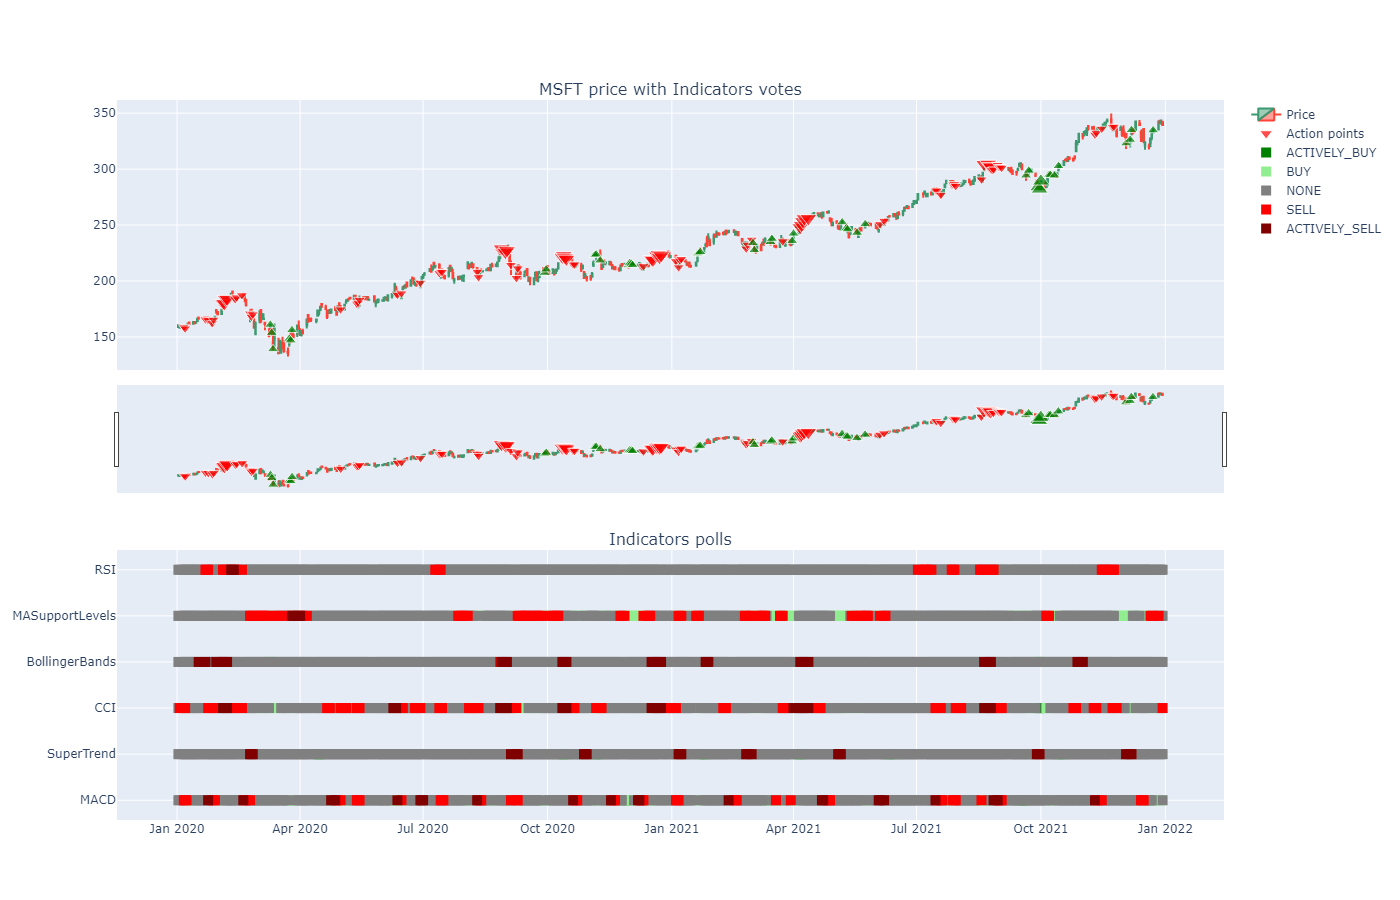 MSFT price with Indicators votes
350
300
250
200
150
Price
Action points
ACTIVELY_BUY
BUY
NONE
SELL
ACTIVELY_SELL
Indicators polls
RSI
MASupportLevels
BollingerBands
CCI
SuperTrend
MACD
Jan 2020 Apr 2020 Jul 2020 Oct 2020 Jan 2021 Apr 2021 Jul 2021 Oct 2021 Jan 2022